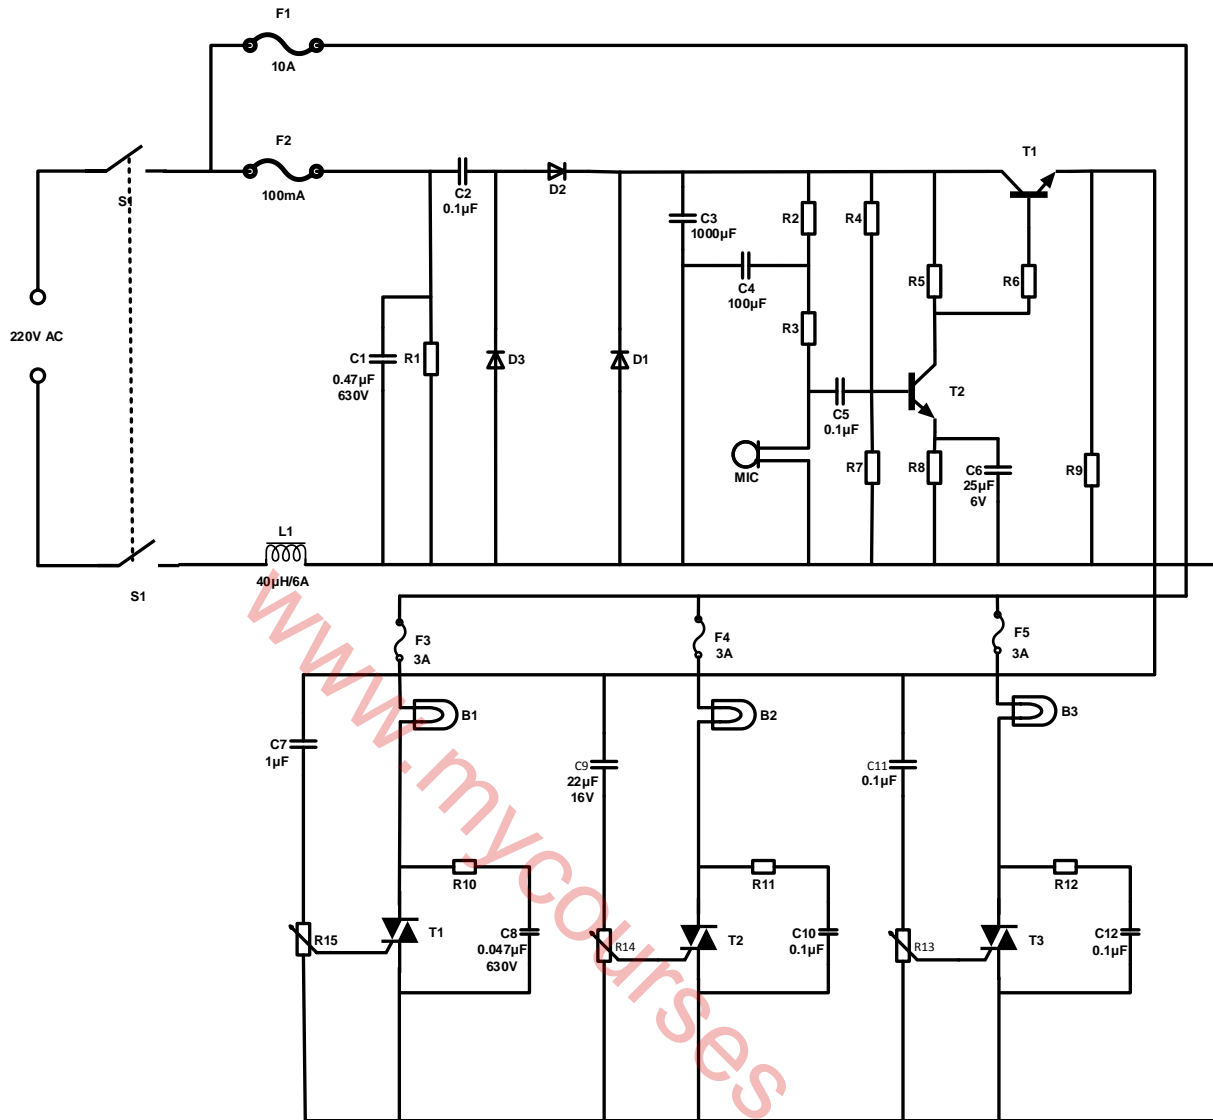 F1
10A
F2
100mA
T1
S1
C2
0.1µF
D2
C3
1000µF
R2
R4
C4
100µF
R5
R6
220V AC
R3
C1
0.47µF
630V
R1
D3
D1
T2
C5
0.1µF
MIC
R7
R8
C6
25µF
6V
R9
L1
40µH/6A
S1
F3
3A
F4
3A
F5
3A
B1
B2
B3
C7
1µF
C9
22µF
16V
C11
0.1µF
R10
R11
R12
R15
T1
C8
0.047µF
630V
R14
T2
C10
0.1µF
R13
T3
C12
0.1µF
www.mycourses